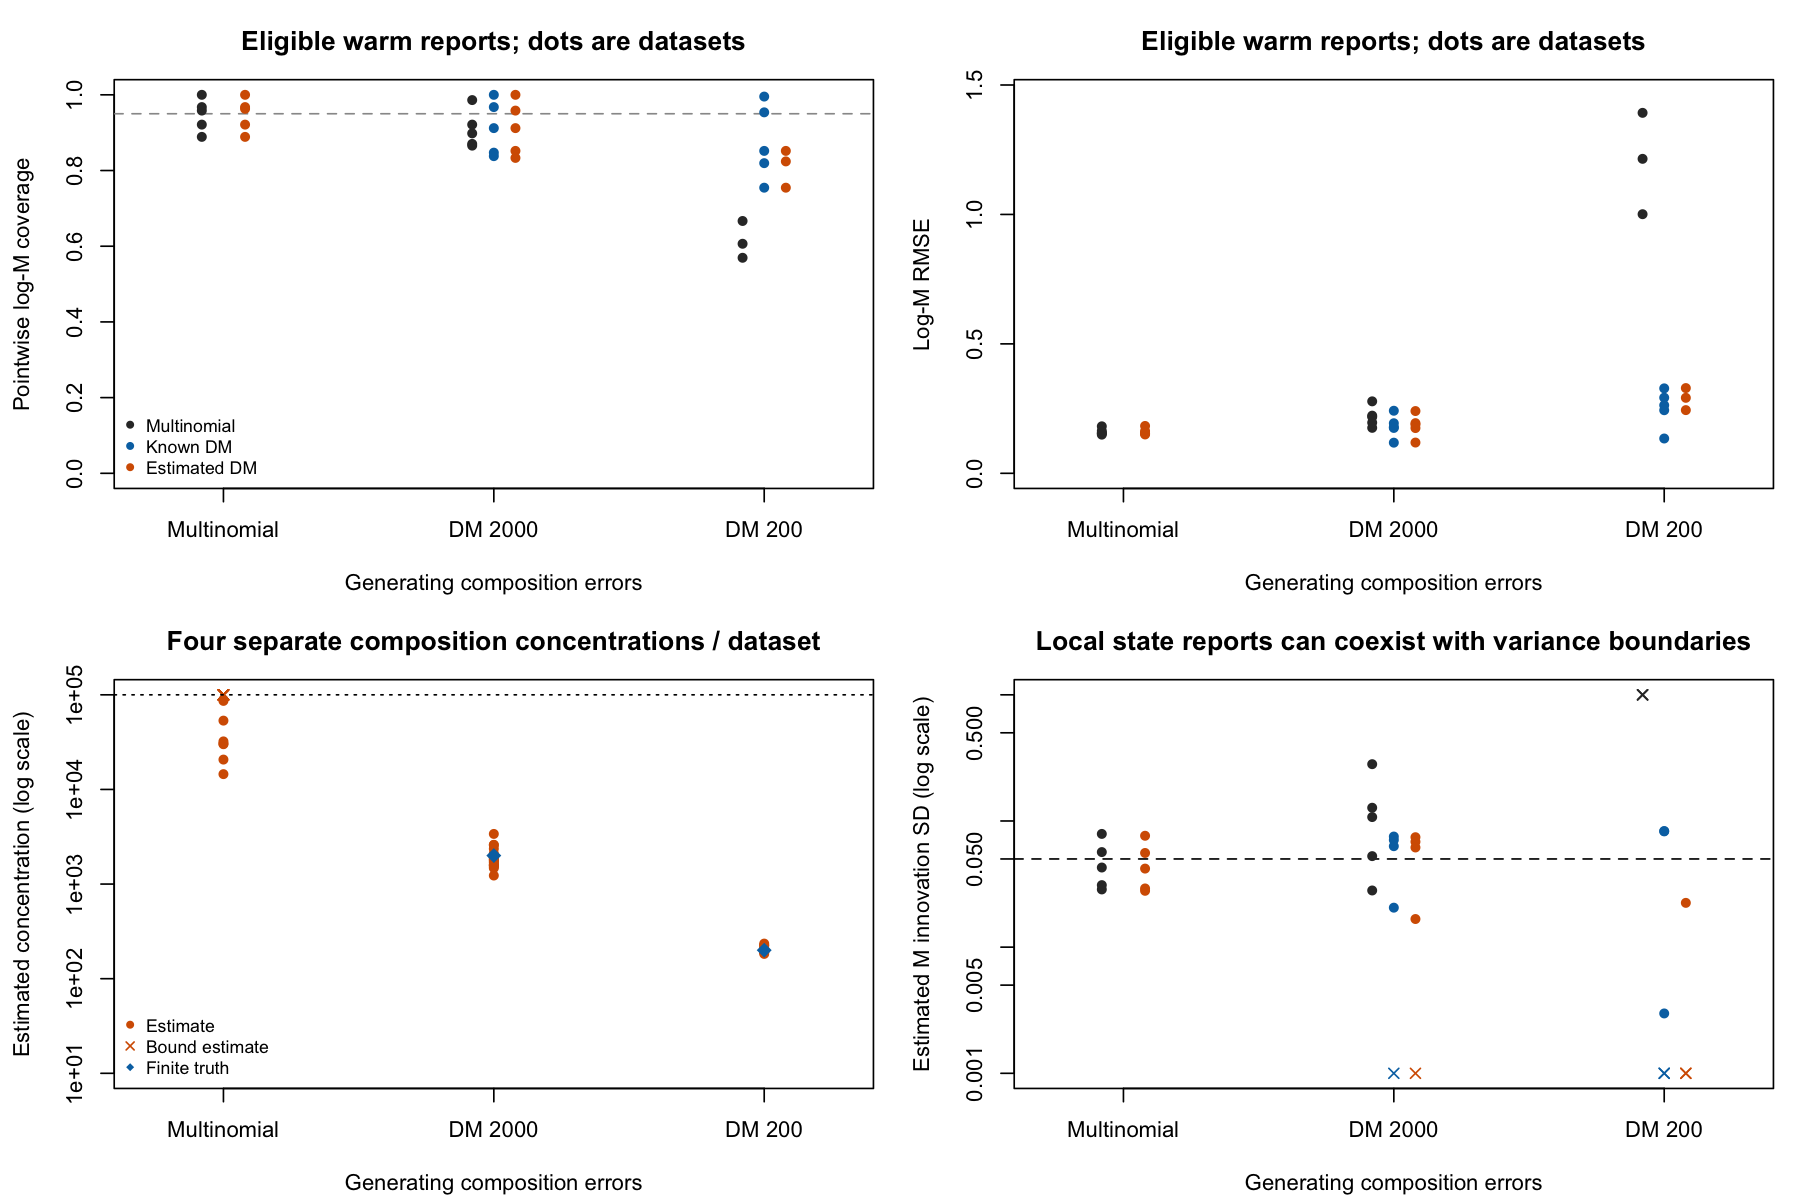 Eligible warm reports; dots are datasets
Pointwise log-M coverage
1.0
0.8
0.6
0.4
0.2
0.0
Multinomial
Known DM
Estimated DM
Multinomial
DM 2000
DM 200
Generating composition errors
Eligible warm reports; dots are datasets
Log-M RMSE
1.5
1.0
0.5
0.0
Multinomial
DM 2000
DM 200
Generating composition errors
Four separate composition concentrations / dataset
Estimated concentration (log scale)
1e+05
1e+04
1e+03
1e+02
1e+01
Estimate
Bound estimate
Finite truth
Multinomial
DM 2000
DM 200
Generating composition errors
Local state reports can coexist with variance boundaries
Estimated M innovation SD (log scale)
0.500
0.050
0.005
0.001
Multinomial
DM 2000
DM 200
Generating composition errors